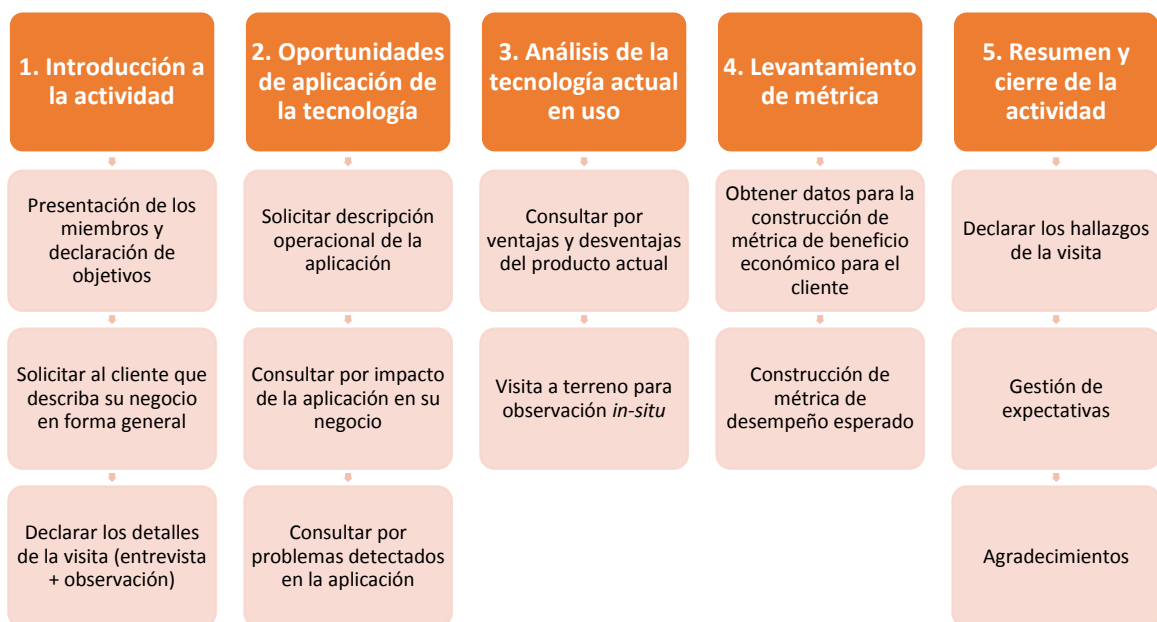 1. Introducción a
la actividad
Presentación de los
miembros y
declaración de
objetivos
Solicitar al cliente que
describa su negocio
en forma general
Declarar los detalles
de la visita (entrevista
+ observación)
2. Oportunidades
de aplicación de
la tecnología
Solicitar descripción
operacional de la
aplicación
Consultar por impacto
de la aplicación en su
negocio
Consultar por
problemas detectados
en la aplicación
3. Análisis de la
tecnología actual
en uso
Consultar por
ventajas y desventajas
del producto actual
Visita a terreno para
observación in-situ
4. Levantamiento
de métrica
Obtener datos para la
construcción de
métrica de beneficio
económico para el
cliente
Construcción de
métrica de
desempeño esperado
5. Resumen y
cierre de la
actividad
Declarar los hallazgos
de la visita
Gestión de
expectativas
Agradecimientos